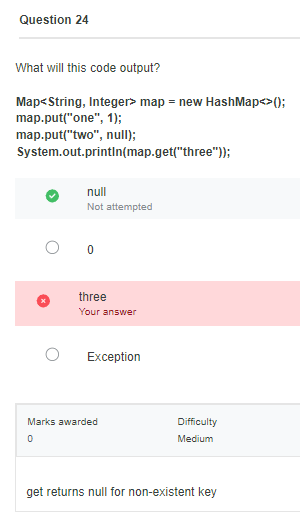 Question 24
What will this code output?
Map<String, Integer> map = new HashMap<>();
map.put("one", 1);
map.put("two", null);
System.out.println(map.get("three"));
null
Not attempted
0
three
Your answer
Exception
Marks awarded Difficulty
0 Medium
get returns null for non-existent key